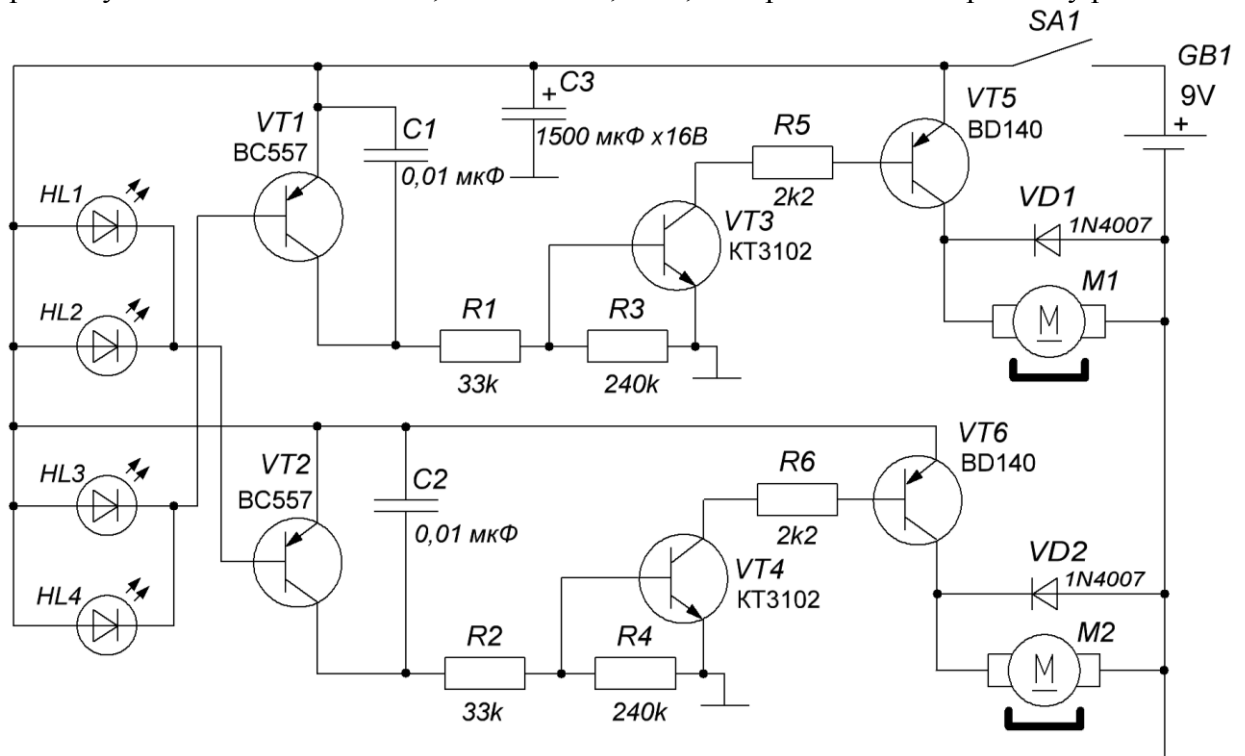 SA1
GB1
9V
+
C3
+
1500 мкФ х16В
VT1
BC557
C1
0,01 мкФ
R5
2k2
VT5
BD140
HL1
VT3
КТ3102
VD1
1N4007
HL2
R1
33k
R3
240k
M1
M
HL3
VT2
BC557
C2
0,01 мкФ
R6
2k2
VT6
BD140
HL4
VT4
КТ3102
VD2
1N4007
R2
33k
R4
240k
M2
M